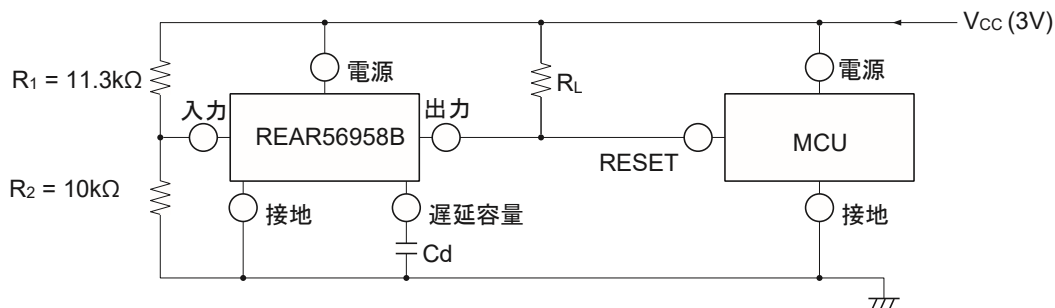 VCC (3V)
R1 = 11.3kΩ
電源
RL
電源
入力
出力
REAR56958B
MCU
RESET
R2 = 10kΩ
接地
遅延容量
接地
Cd